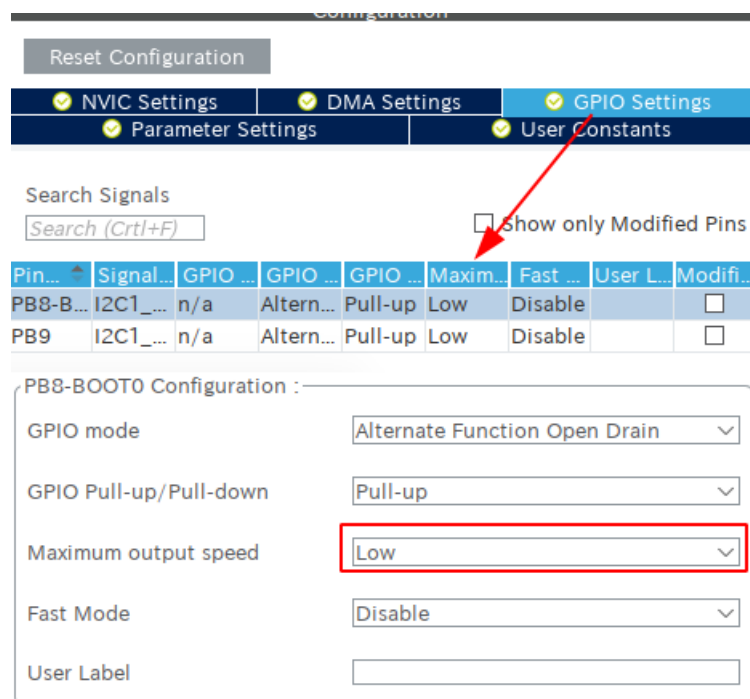 Configuration
Reset Configuration
NVIC Settings DMA Settings GPIO Settings
Parameter Settings User Constants
Search Signals
Search (Crtl+F) Show only Modified Pins
Pin... Signal... GPIO ... GPIO ... GPIO ... Maxim... Fast ... User L... Modifi...
PB8-B... I2C1_... n/a Altern... Pull-up Low Disable
PB9 I2C1_... n/a Altern... Pull-up Low Disable
PB8-BOOT0 Configuration :
GPIO mode Alternate Function Open Drain
GPIO Pull-up/Pull-down Pull-up
Maximum output speed Low
Fast Mode Disable
User Label